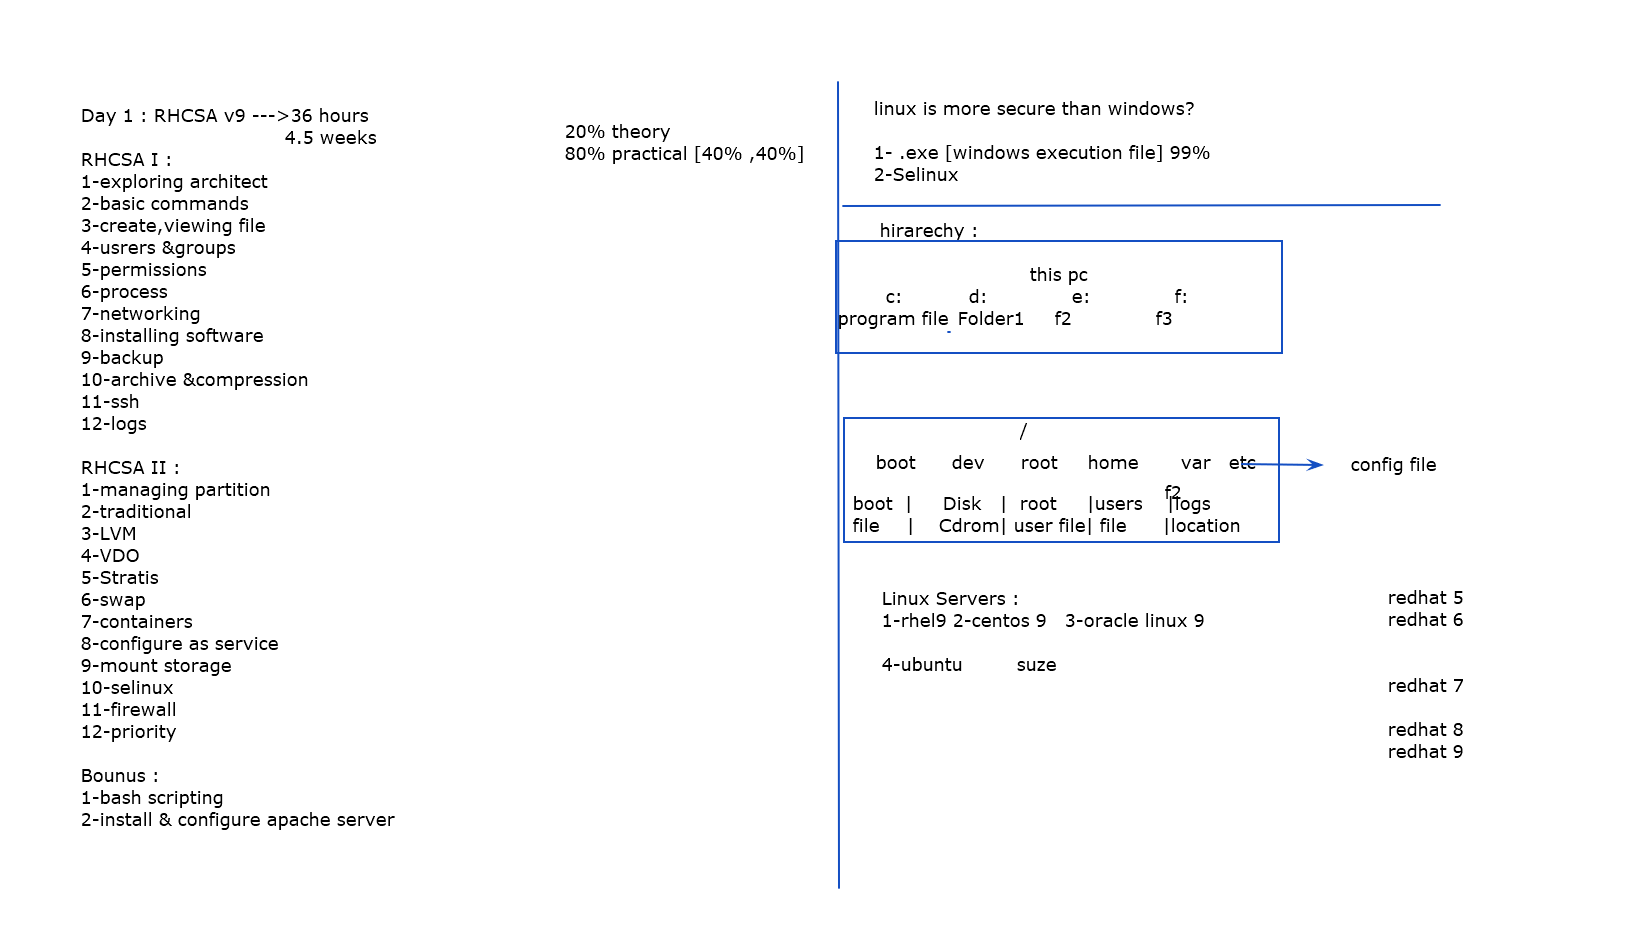 Day 1 : RHCSA v9 --->36 hours
4.5 weeks
RHCSA I :
1-exploring architect
2-basic commands
3-create,viewing file
4-usrers &groups
5-permissions
6-process
7-networking
8-installing software
9-backup
10-archive &compression
11-ssh
12-logs
RHCSA II :
1-managing partition
2-traditional
3-LVM
4-VDO
5-Stratis
6-swap
7-containers
8-configure as service
9-mount storage
10-selinux
11-firewall
12-priority
Bounus :
1-bash scripting
2-install & configure apache server
20% theory
80% practical [40% ,40%]
linux is more secure than windows?
1- .exe [windows execution file] 99%
2-Selinux
hirarechy :
this pc
c: d: e: f:
program file Folder1 f2 f3
/
boot dev root home var etc config file
f2
boot | Disk | root |users |logs
file | Cdrom| user file| file |location
Linux Servers :
1-rhel9 2-centos 9 3-oracle linux 9
4-ubuntu suze
redhat 5
redhat 6
redhat 7
redhat 8
redhat 9